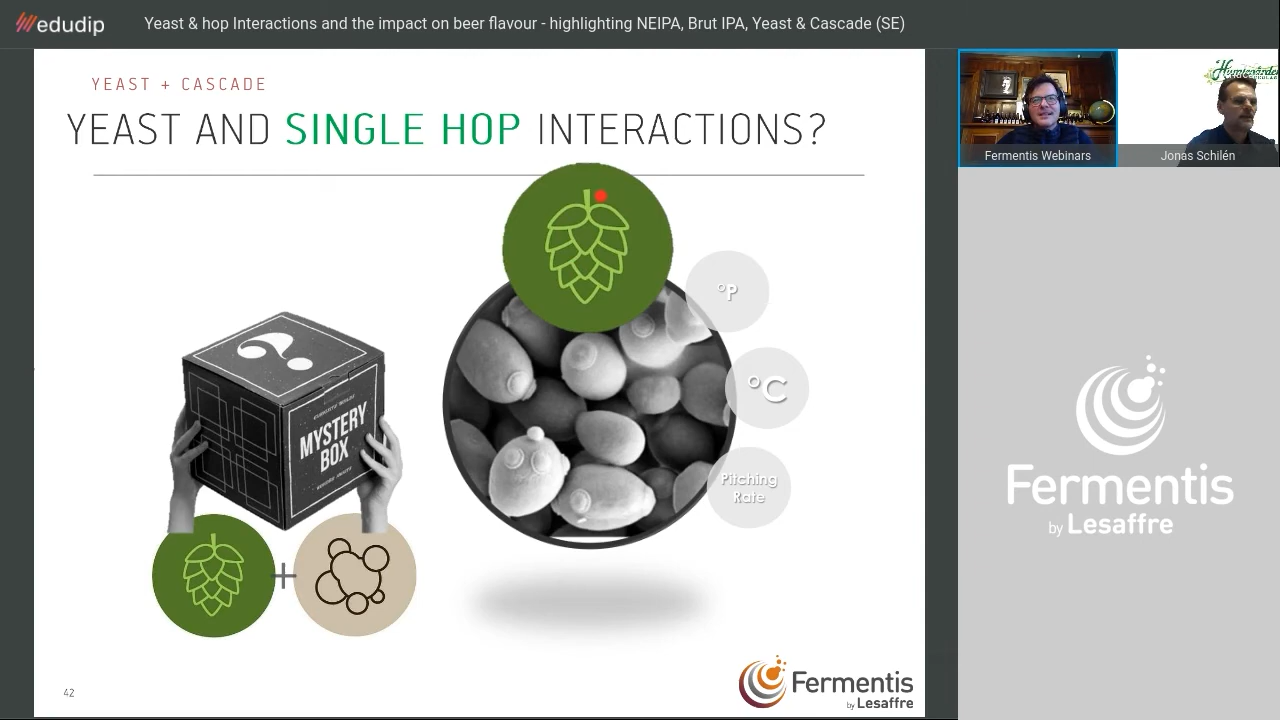 edudip
Yeast & hop Interactions and the impact on beer flavour - highlighting NEIPA, Brut IPA, Yeast & Cascade (SE)
YEAST + CASCADE
YEAST AND SINGLE HOP INTERACTIONS?
°P
°C
Pitching
Rate
MYSTERY
BOX
+
42
Fermentis
by Lesaffre
Fermentis Webinars
Jonas Schilén
Fermentis
by Lesaffre